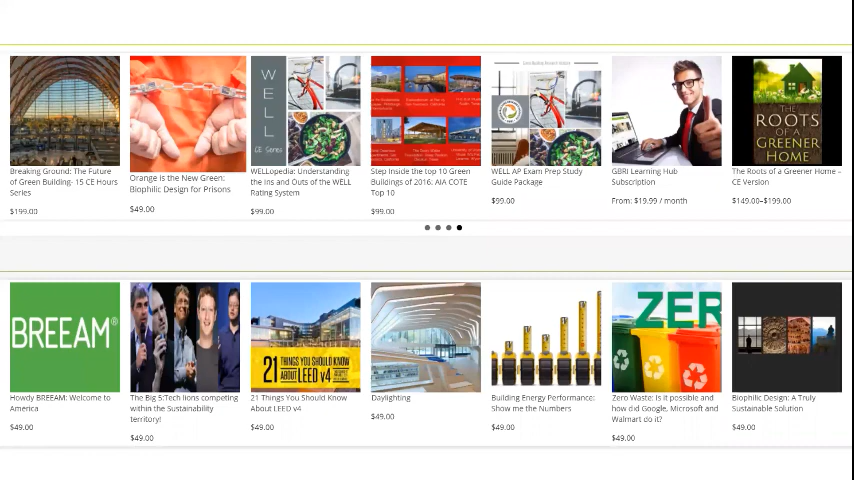 WELL
CE Series
THE
ROOTS
OF A
GREENER
HOME
Breaking Ground: The Future
of Green Building- 15 CE Hours
Series
$199.00
Orange is the New Green:
Biophilic Design for Prisons
$49.00
WELLopedia: Understanding
the Ins and Outs of the WELL
Rating System
$99.00
Step Inside the top 10 Green
Buildings of 2016: AIA COTE
Top 10
$99.00
WELL AP Exam Prep Study
Guide Package
$99.00
GBRI Learning Hub
Subscription
From: $19.99 / month
The Roots of a Greener Home –
CE Version
$149.00–$199.00
BREEAM®
21 THINGS YOU SHOULD KNOW
ABOUT LEED v4
ZER
Howdy BREEAM: Welcome to
America
$49.00
The Big 5:Tech lions competing
within the Sustainability
territory!
$49.00
21 Things You Should Know
About LEED v4
$49.00
Daylighting
$49.00
Building Energy Performance:
Show me the Numbers
$49.00
Zero Waste: Is it possible and
how did Google, Microsoft and
Walmart do it?
$49.00
Biophilic Design: A Truly
Sustainable Solution
$49.00